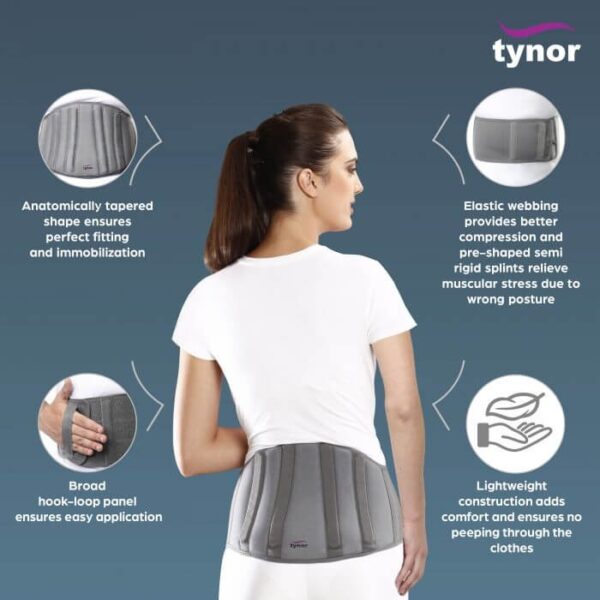 tynor
tynor
Anatomically tapered
shape ensures
perfect fitting
and immobilization
Elastic webbing
provides better
compression and
pre-shaped semi
rigid splints relieve
muscular stress due to
wrong posture
Broad
hook-loop panel
ensures easy application
Lightweight
construction adds
comfort and ensures no
peeping through the
clothes
tynor